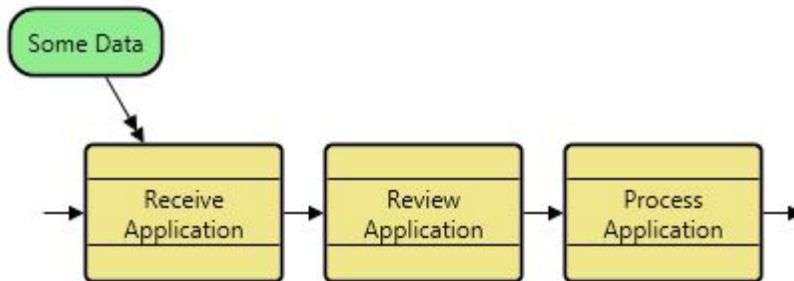 Some Data
Receive
Application
Review
Application
Process
Application